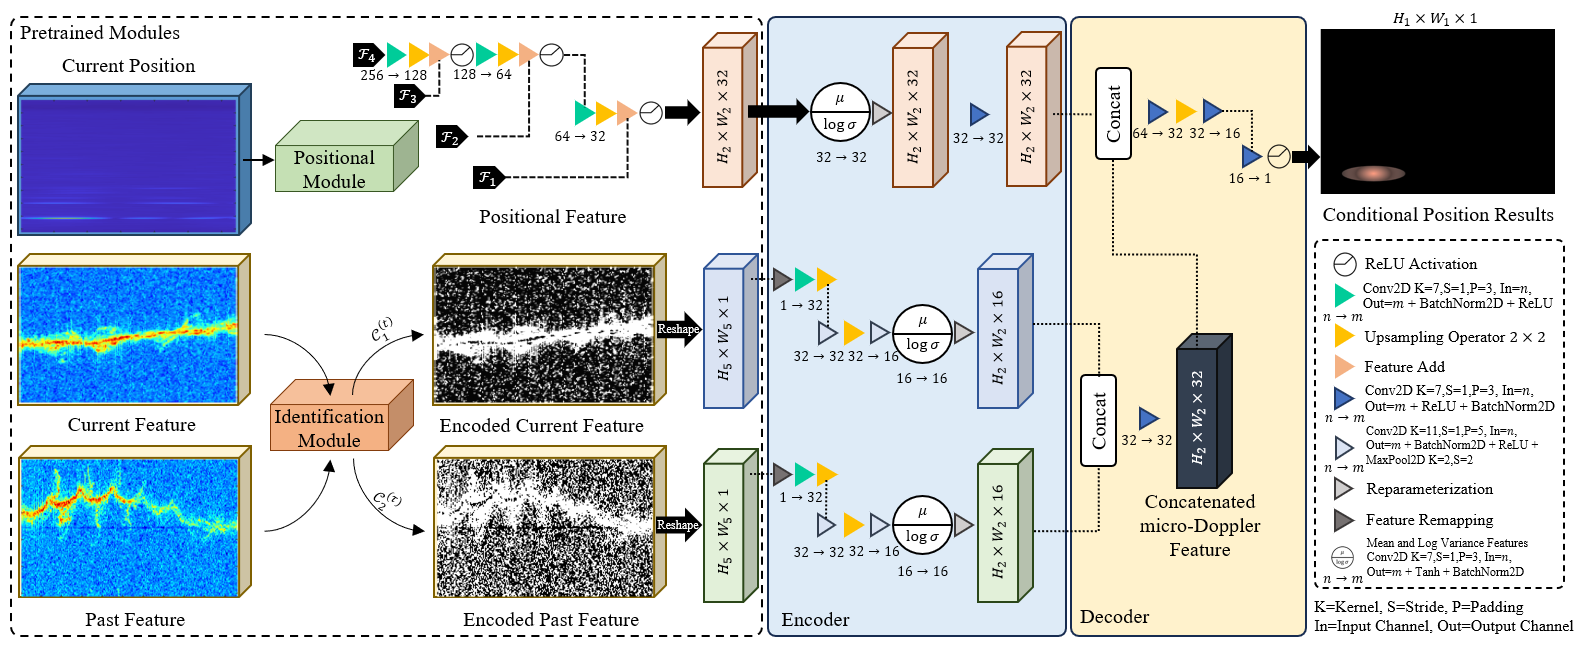 Pretrained Modules
Current Position
Positional
Module
ℱ₄
256 → 128
128 → 64
ℱ₃
ℱ₂
64 → 32
ℱ₁
Positional Feature
H₂ × W₂ × 32
μ
log σ
32 → 32
H₂ × W₂ × 32
32 → 32
H₂ × W₂ × 32
Concat
64 → 32
32 → 16
16 → 1
H₁ × W₁ × 1
Conditional Position Results
Current Feature
Identification
Module
𝒞₁⁽ᵗ⁾
𝒞₂⁽𝜏⁾
Encoded Current Feature
Reshape
H₅ × W₅ × 1
1 → 32
32 → 32
32 → 16
μ
log σ
16 → 16
H₂ × W₂ × 16
Past Feature
Encoded Past Feature
Reshape
H₅ × W₅ × 1
1 → 32
32 → 32
32 → 16
μ
log σ
16 → 16
H₂ × W₂ × 16
Encoder
Concat
32 → 32
H₂ × W₂ × 32
Concatenated
micro-Doppler
Feature
Decoder
ReLU Activation
Conv2D K=7,S=1,P=3, In=n,
Out=m + BatchNorm2D + ReLU
n → m
Upsampling Operator 2 × 2
Feature Add
Conv2D K=7,S=1,P=3, In=n,
Out=m + ReLU + BatchNorm2D
n → m
Conv2D K=11,S=1,P=5, In=n,
Out=m + BatchNorm2D + ReLU +
MaxPool2D K=2,S=2
n → m
Reparameterization
Feature Remapping
μ
log σ
Mean and Log Variance Features
Conv2D K=7,S=1,P=3, In=n,
Out=m + Tanh + BatchNorm2D
n → m
K=Kernel, S=Stride, P=Padding
In=Input Channel, Out=Output Channel